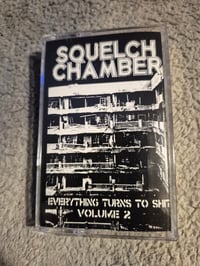 SQUELCH
CHAMBER
EVERYTHING TURNS TO SHIT
VOLUME 2